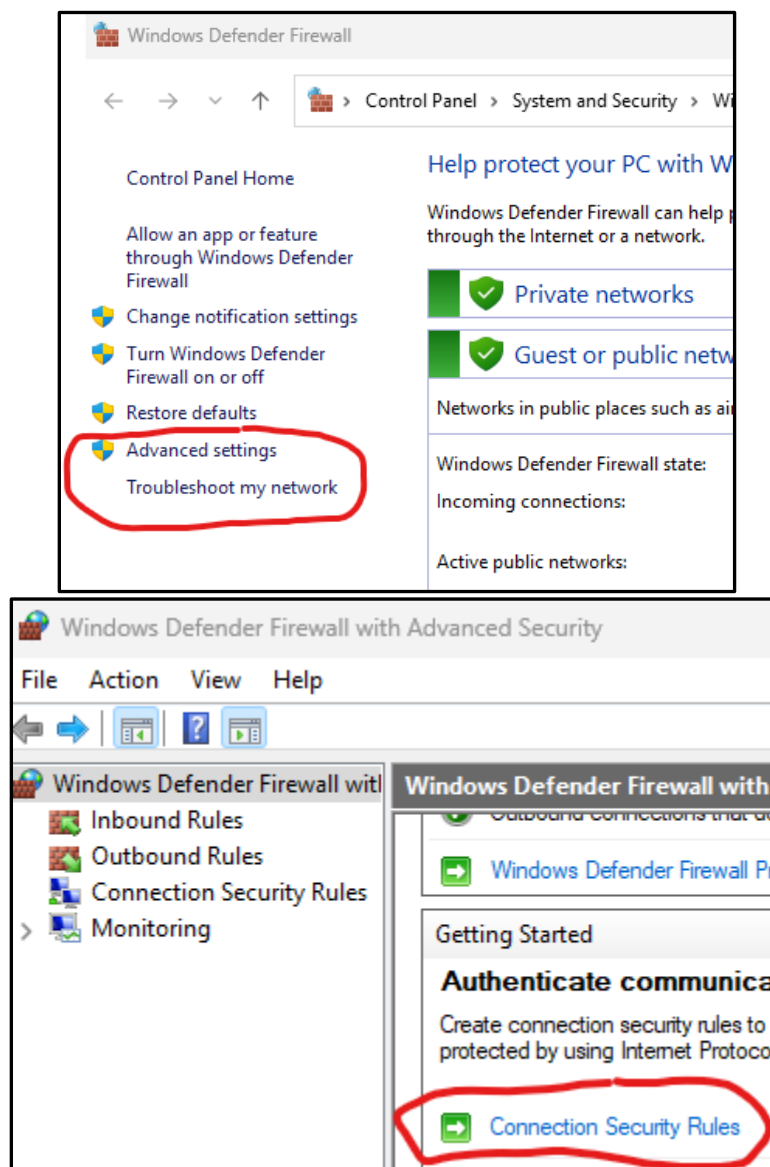 Windows Defender Firewall
Control Panel > System and Security >
Control Panel Home
Allow an app or feature
through Windows Defender
Firewall
Change notification settings
Turn Windows Defender
Firewall on or off
Restore defaults
Advanced settings
Troubleshoot my network
Help protect your PC with
Windows Defender Firewall can help
through the Internet or a network.
Private networks
Guest or public
Networks in public places such as
Windows Defender Firewall state:
Incoming connections:
Active public networks:
Windows Defender Firewall with Advanced Security
File Action View Help
Windows Defender Firewall
Inbound Rules
Outbound Rules
Connection Security Rules
Monitoring
Windows Defender Firewall with
Outbound connections that
Windows Defender Firewall
Getting Started
Authenticate
Create connection security rules to
protected by using Internet
Connection Security Rules